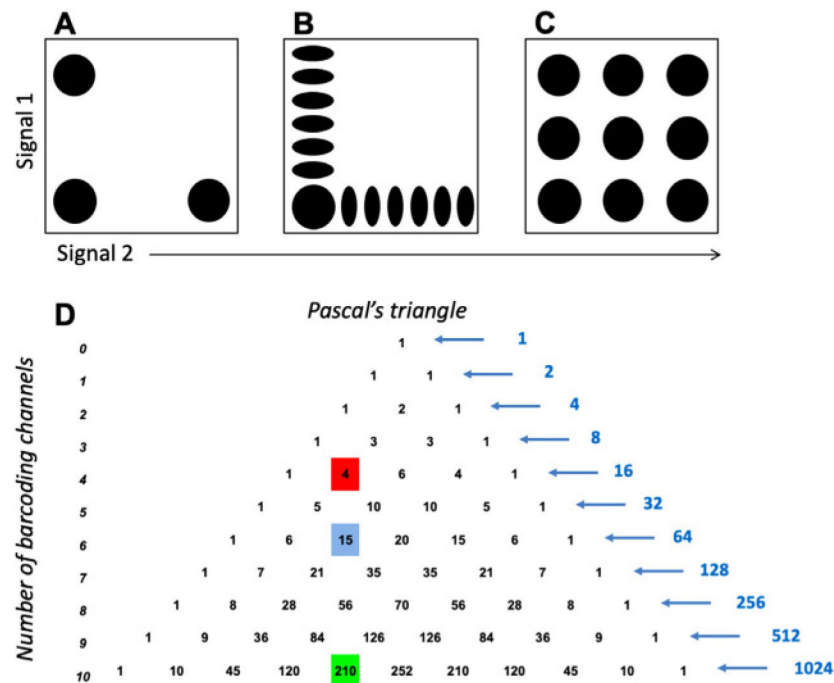 A
B
C
Signal 1
Signal 2
D
Pascal's triangle
Number of barcoding channels
0 1 1
1 1 1 2
2 1 2 1 4
3 1 3 3 1 8
4 1 4 6 4 1 16
5 1 5 10 10 5 1 32
6 1 6 15 20 15 6 1 64
7 1 7 21 35 35 21 7 1 128
8 1 8 28 56 70 56 28 8 1 256
9 1 9 36 84 126 126 84 36 9 1 512
10 1 10 45 120 210 252 210 120 45 10 1 1024